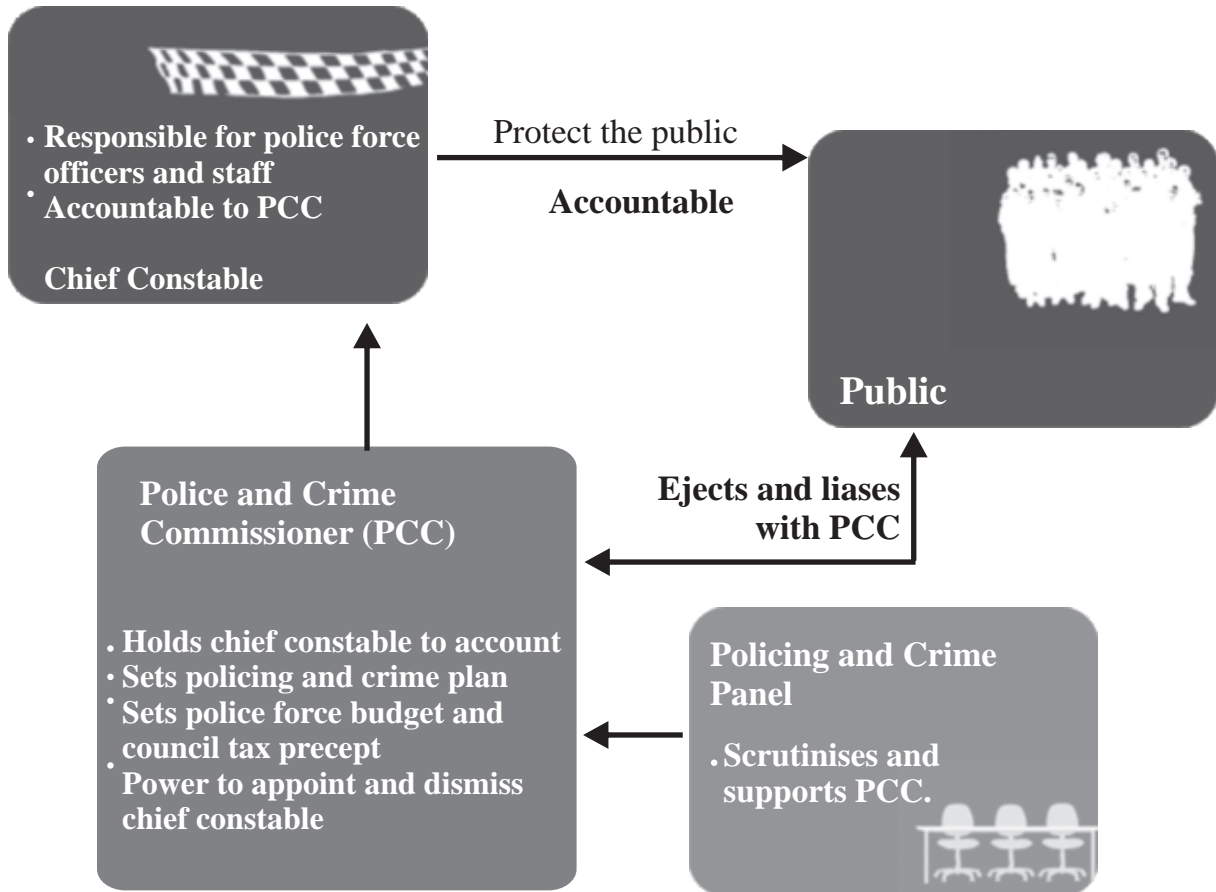 • Responsible for police force
officers and staff
• Accountable to PCC
Chief Constable
Protect the public
Accountable
Public
Ejects and liases
with PCC
Police and Crime
Commissioner (PCC)
• Holds chief constable to account
• Sets policing and crime plan
• Sets police force budget and
council tax precept
• Power to appoint and dismiss
chief constable
Policing and Crime
Panel
• Scrutinises and
supports PCC.